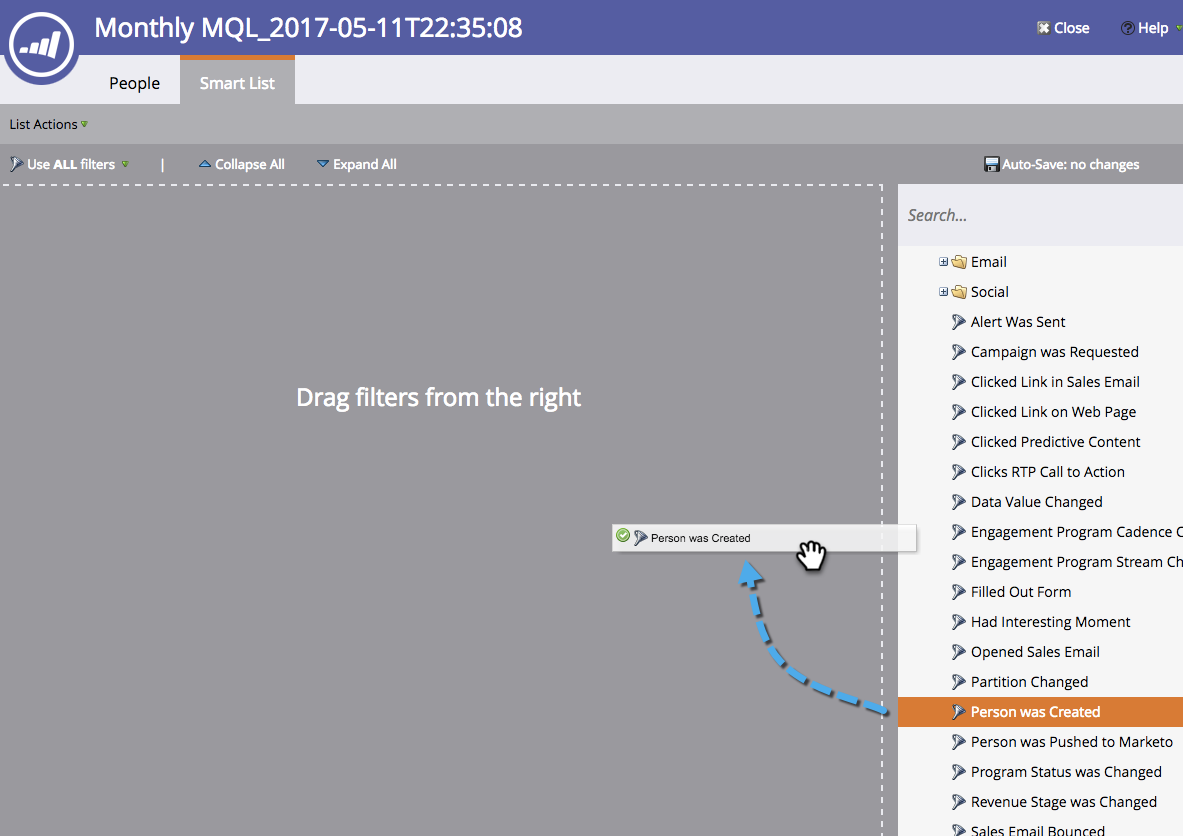 Monthly MQL_2017-05-11T22:35:08
Close
Help
People
Smart List
List Actions
Use ALL filters
|
Collapse All
Expand All
Auto-Save: no changes
Search...
Email
Social
Alert Was Sent
Campaign was Requested
Clicked Link in Sales Email
Clicked Link on Web Page
Clicked Predictive Content
Clicks RTP Call to Action
Data Value Changed
Engagement Program Cadence C
Engagement Program Stream Ch
Filled Out Form
Had Interesting Moment
Opened Sales Email
Partition Changed
Person was Created
Person was Pushed to Marketo
Program Status was Changed
Revenue Stage was Changed
Sales Email Bounced
Drag filters from the right
Person was Created